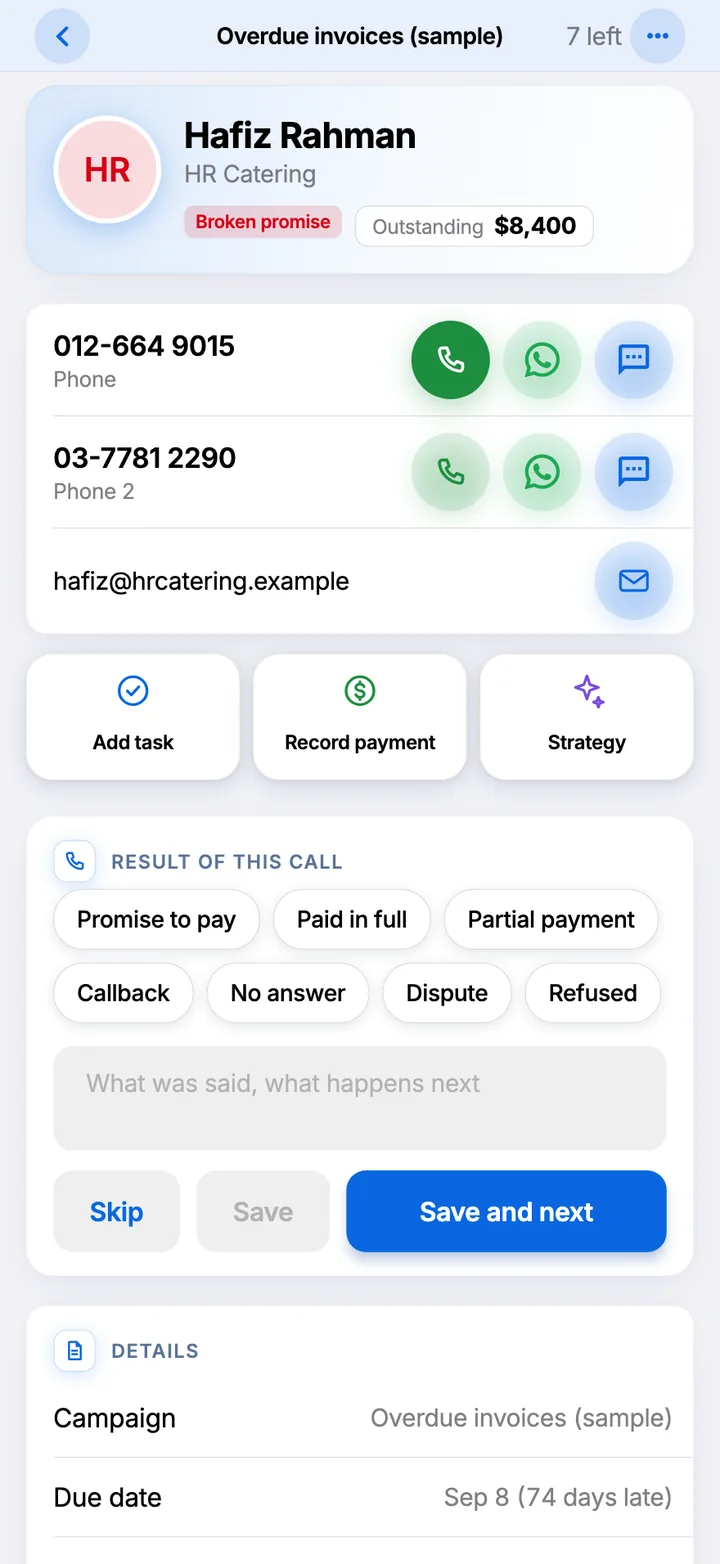 Overdue invoices (sample)
7 left
HR
Hafiz Rahman
HR Catering
Broken promise
Outstanding $8,400
012-664 9015
Phone
03-7781 2290
Phone 2
hafiz@hrcatering.example
Add task
Record payment
Strategy
RESULT OF THIS CALL
Promise to pay
Paid in full
Partial payment
Callback
No answer
Dispute
Refused
What was said, what happens next
Skip
Save
Save and next
DETAILS
Campaign
Overdue invoices (sample)
Due date
Sep 8 (74 days late)